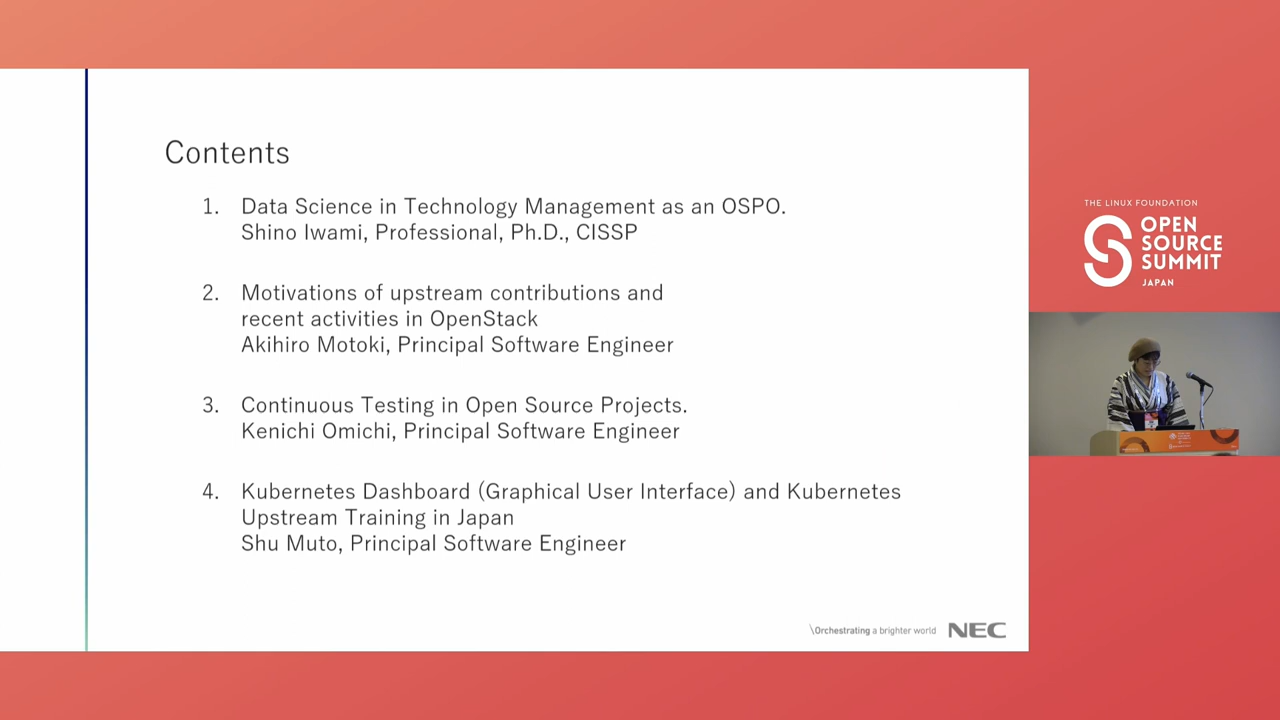 Contents
1. Data Science in Technology Management as an OSPO.
Shino Iwami, Professional, Ph.D., CISSP
2. Motivations of upstream contributions and
recent activities in OpenStack
Akihiro Motoki, Principal Software Engineer
3. Continuous Testing in Open Source Projects.
Kenichi Omichi, Principal Software Engineer
4. Kubernetes Dashboard (Graphical User Interface) and Kubernetes
Upstream Training in Japan
Shu Muto, Principal Software Engineer
\Orchestrating a brighter world NEC
THE LINUX FOUNDATION
OPEN
SOURCE
SUMMIT
JAPAN